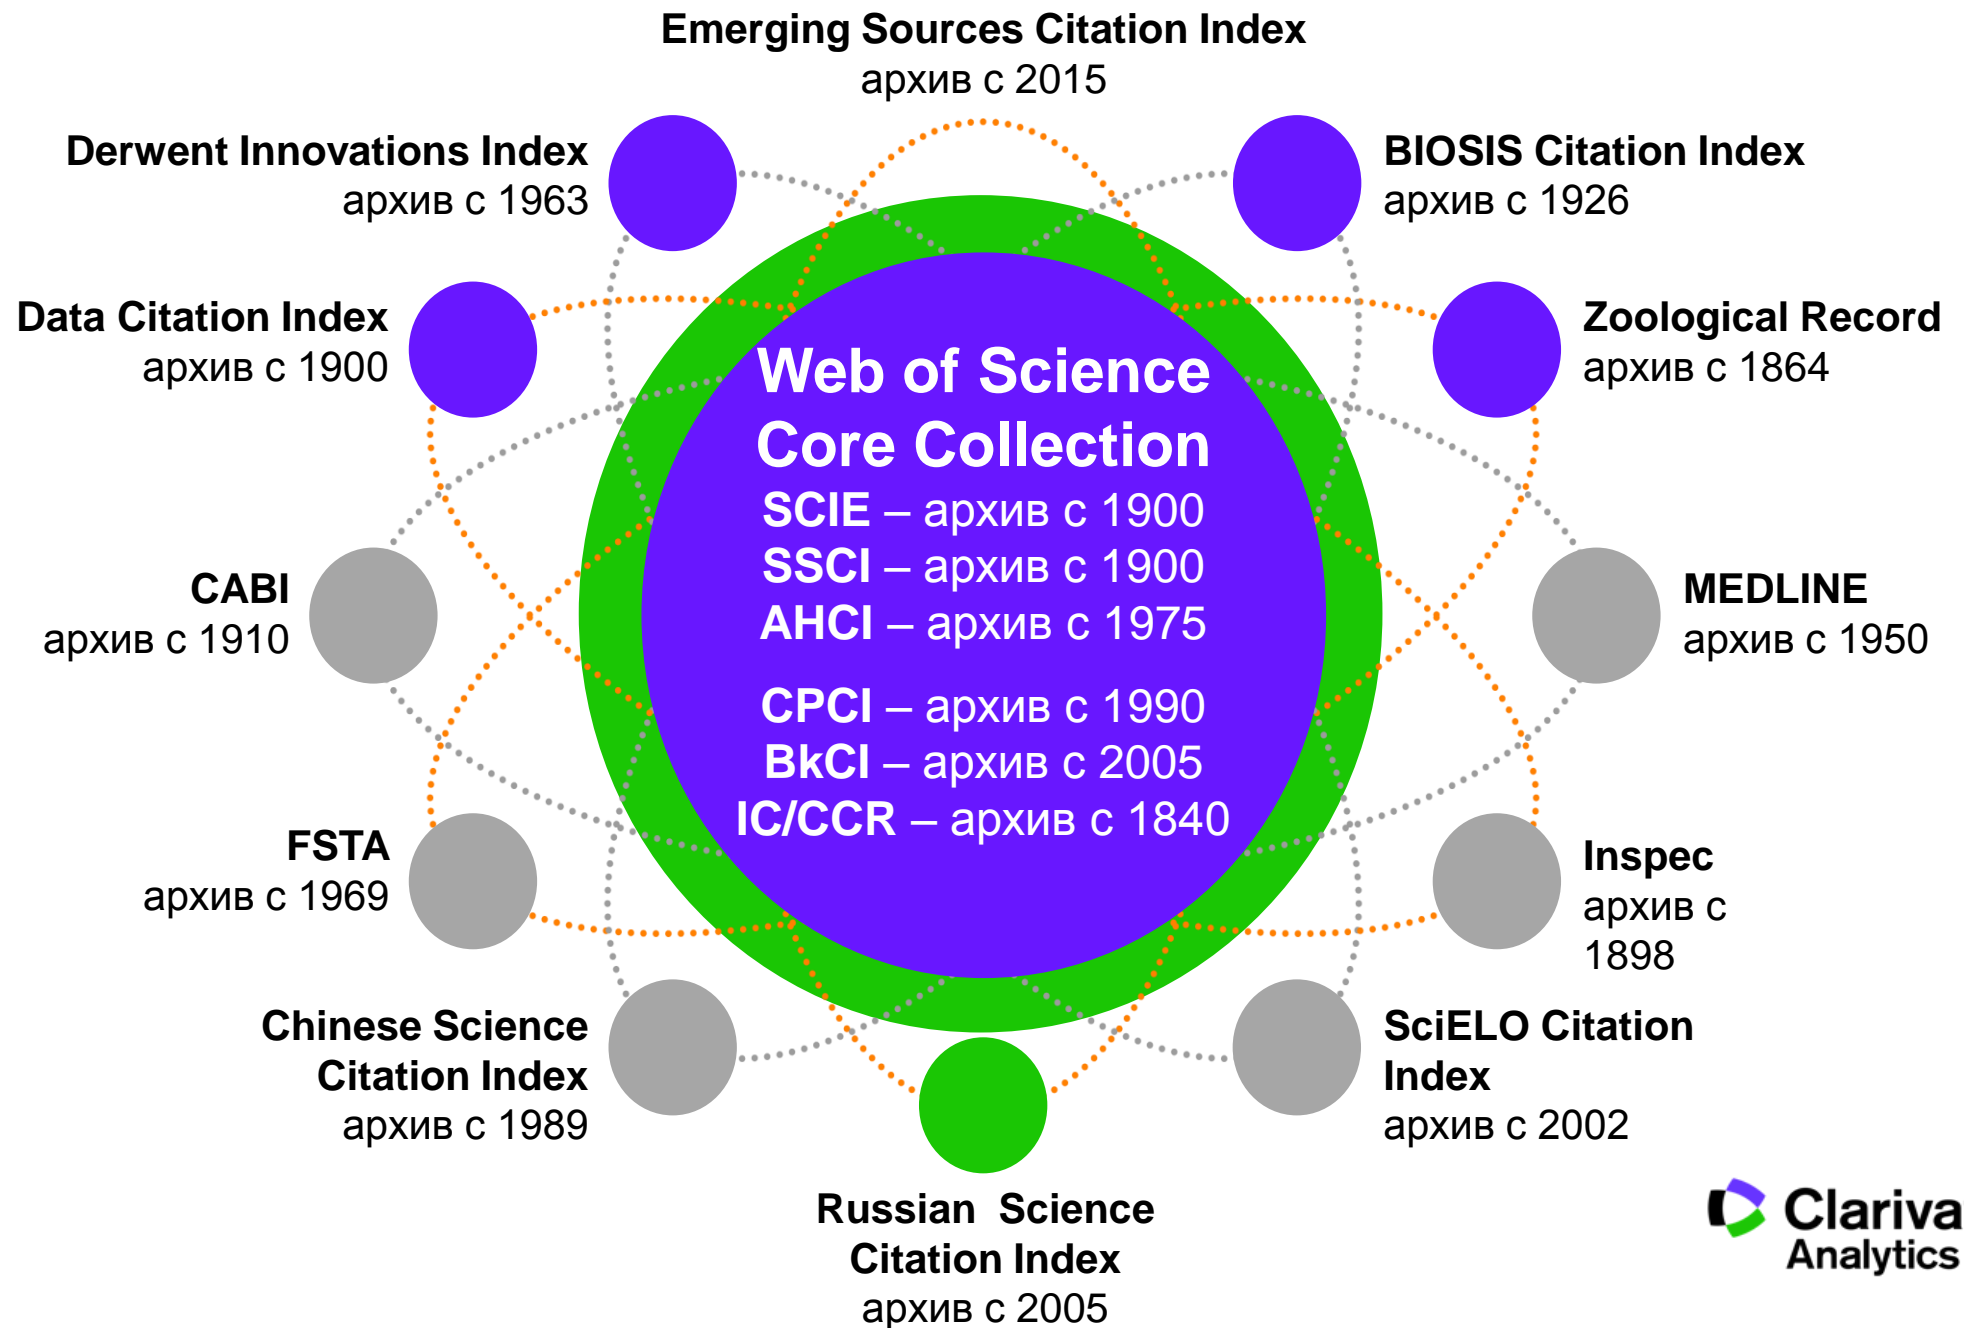 Emerging Sources Citation Index
архив с 2015
Derwent Innovations Index
архив с 1963
BIOSIS Citation Index
архив с 1926
Data Citation Index
архив с 1900
Zoological Record
архив с 1864
Web of Science
Core Collection
SCIE – архив с 1900
SSCI – архив с 1900
AHCI – архив с 1975
CPCI – архив с 1990
BkCI – архив с 2005
IC/CCR – архив с 1840
CABI
архив с 1910
MEDLINE
архив с 1950
FSTA
архив с 1969
Inspec
архив с
1898
Chinese Science
Citation Index
архив с 1989
SciELO Citation
Index
архив с 2002
Russian Science
Citation Index
архив с 2005
Clariva
Analytics